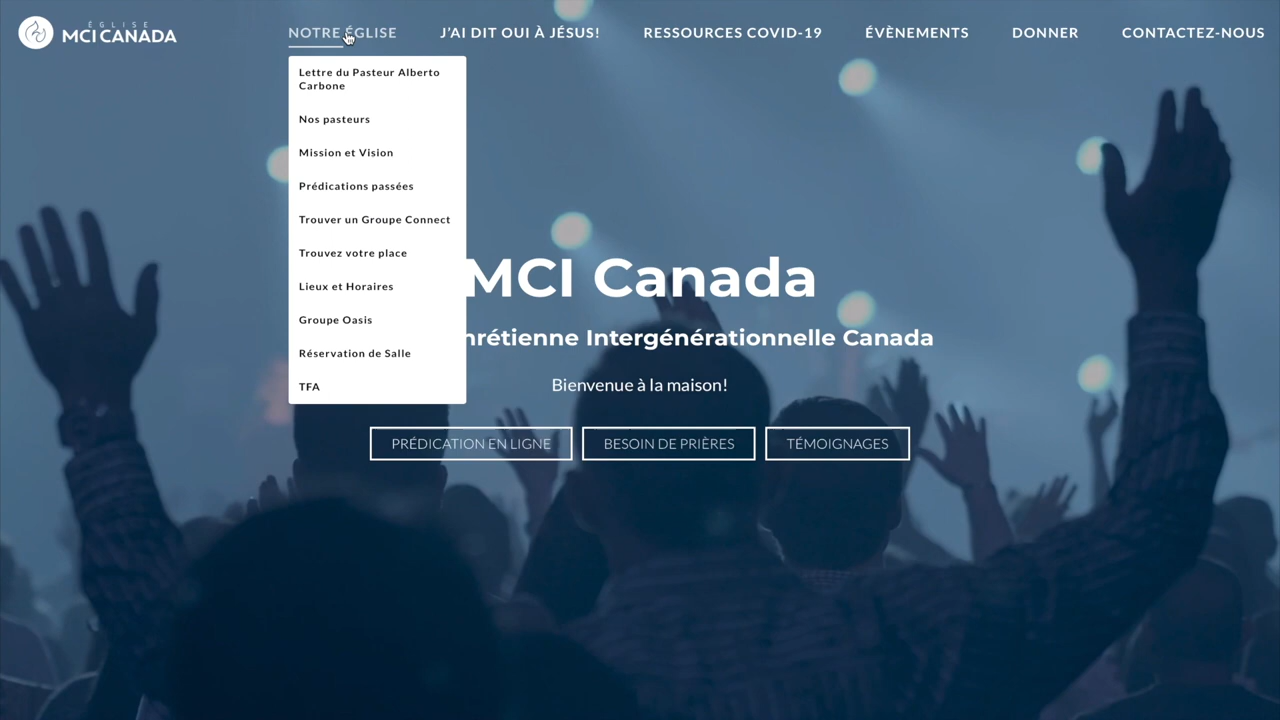 ÉGLISE
MCI CANADA
NOTRE ÉGLISE
J'AI DIT OUI À JÉSUS!
RESSOURCES COVID-19
ÉVÈNEMENTS
DONNER
CONTACTEZ-NOUS
Lettre du Pasteur Alberto
Carbone
Nos pasteurs
Mission et Vision
Prédications passées
Trouver un Groupe Connect
Trouvez votre place
Lieux et Horaires
Groupe Oasis
Réservation de Salle
TFA
MCI Canada
hrétienne Intergénérationnelle Canada
Bienvenue à la maison!
PRÉDICATION EN LIGNE
BESOIN DE PRIÈRES
TÉMOIGNAGES